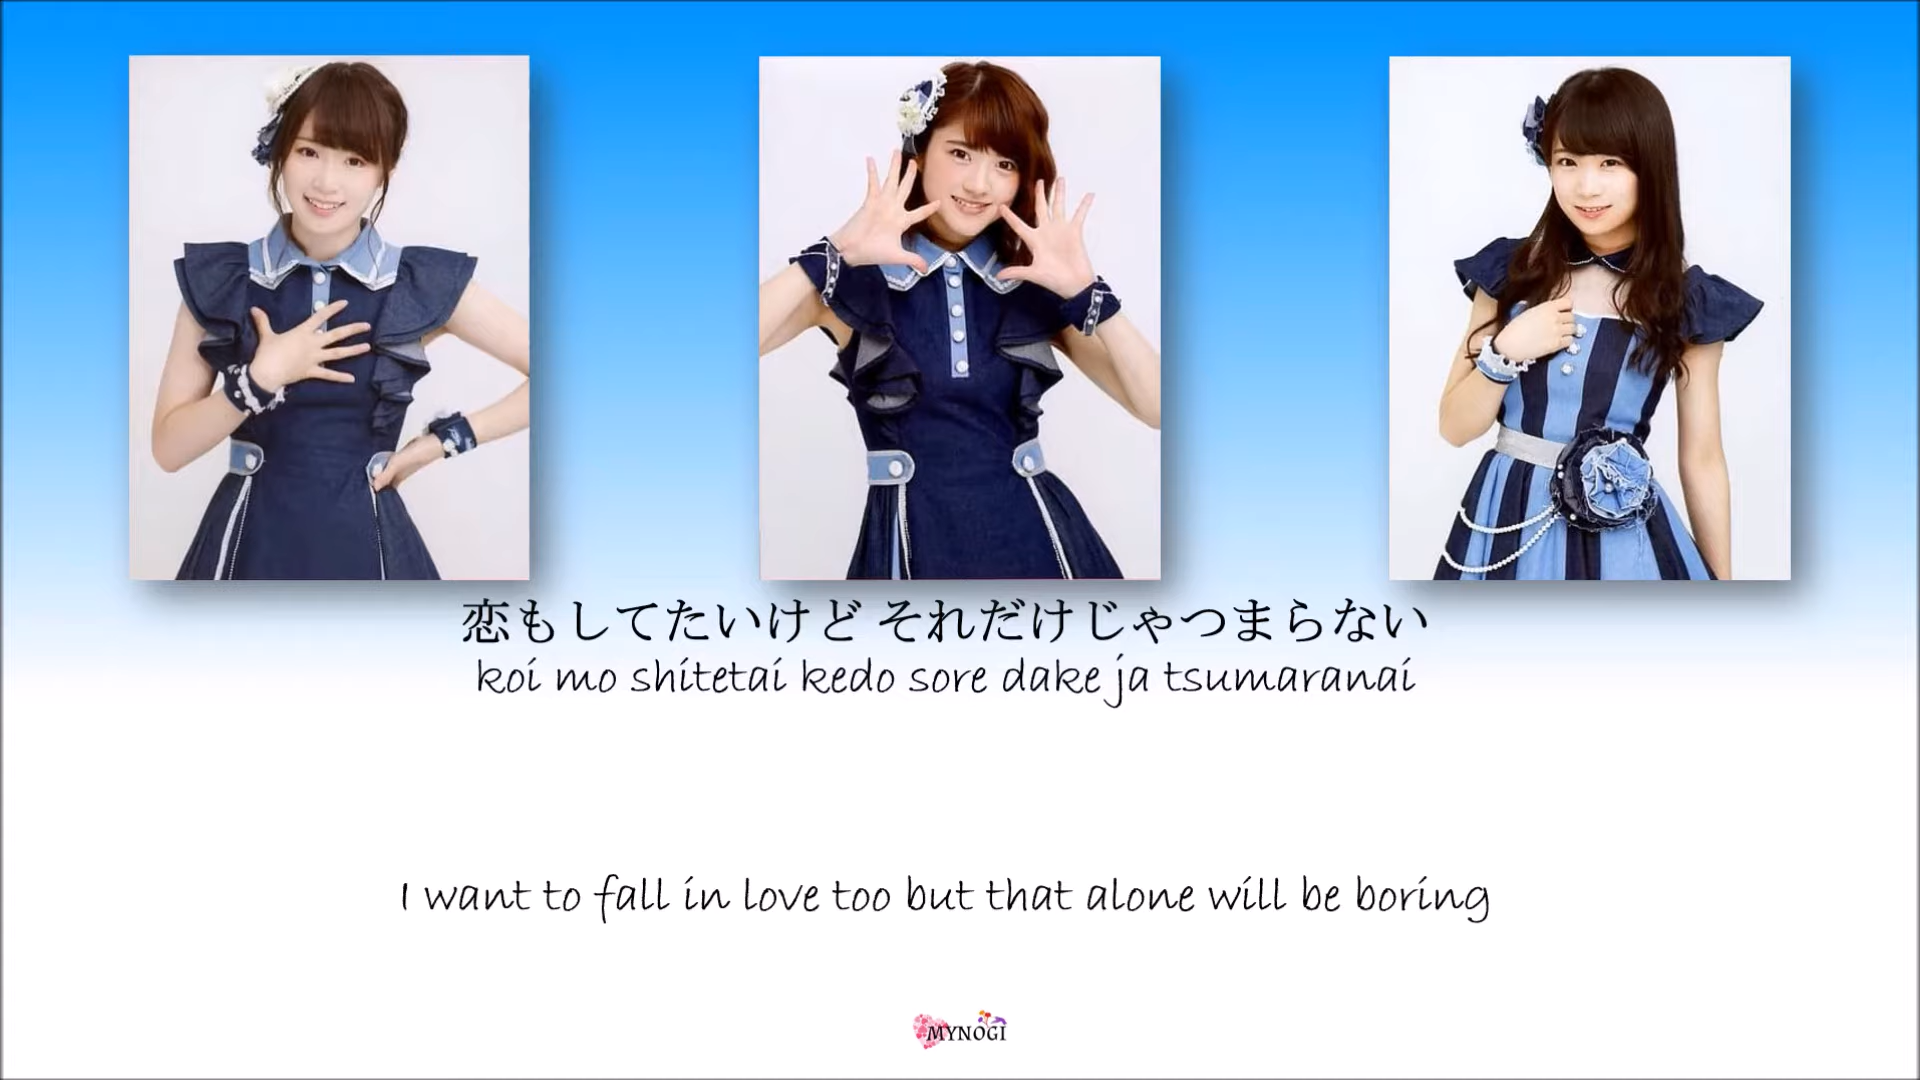 恋もしてたいけど それだけじゃつまらない
koi mo shitetai kedo sore dake ja tsumaranai
I want to fall in love too but that alone will be boring
MYNOGI